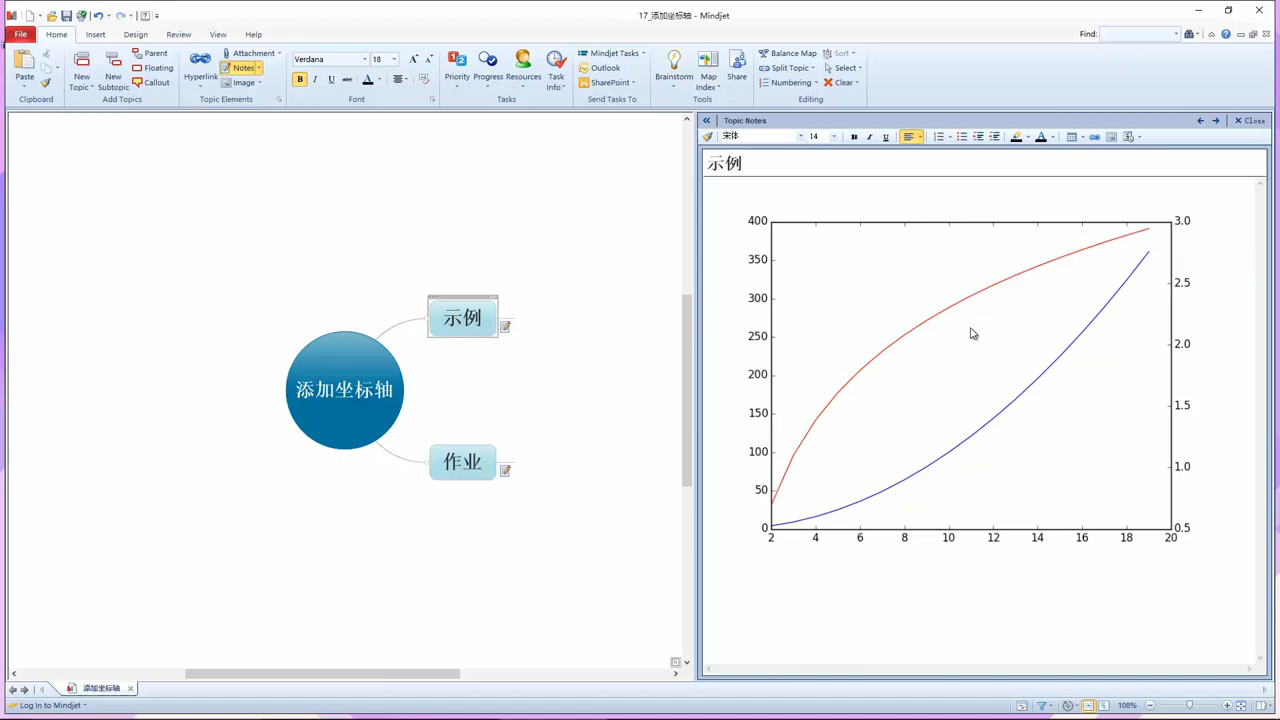 17_添加坐标轴 - Mindjet
File Home Insert Design Review View Help Find:
Paste
Clipboard
New Topic
New Subtopic
Parent
Floating
Callout
Add Topics
Hyperlink
Attachment
Notes
Image
Topic Elements
Verdana 18
B I U abc A
Font
Priority Progress Resources Task Info
Tasks
Mindjet Tasks
Outlook
SharePoint
Send Tasks To
Brainstorm Map Index Share
Tools
Balance Map Sort
Split Topic Select
Numbering Clear
Editing
Topic Notes Close
宋体 14 B I U A
示例
示例
添加坐标轴
作业
400
350
300
250
200
150
100
50
0
3.0
2.5
2.0
1.5
1.0
0.5
2 4 6 8 10 12 14 16 18 20
添加坐标轴
Log In to Mindjet 108%